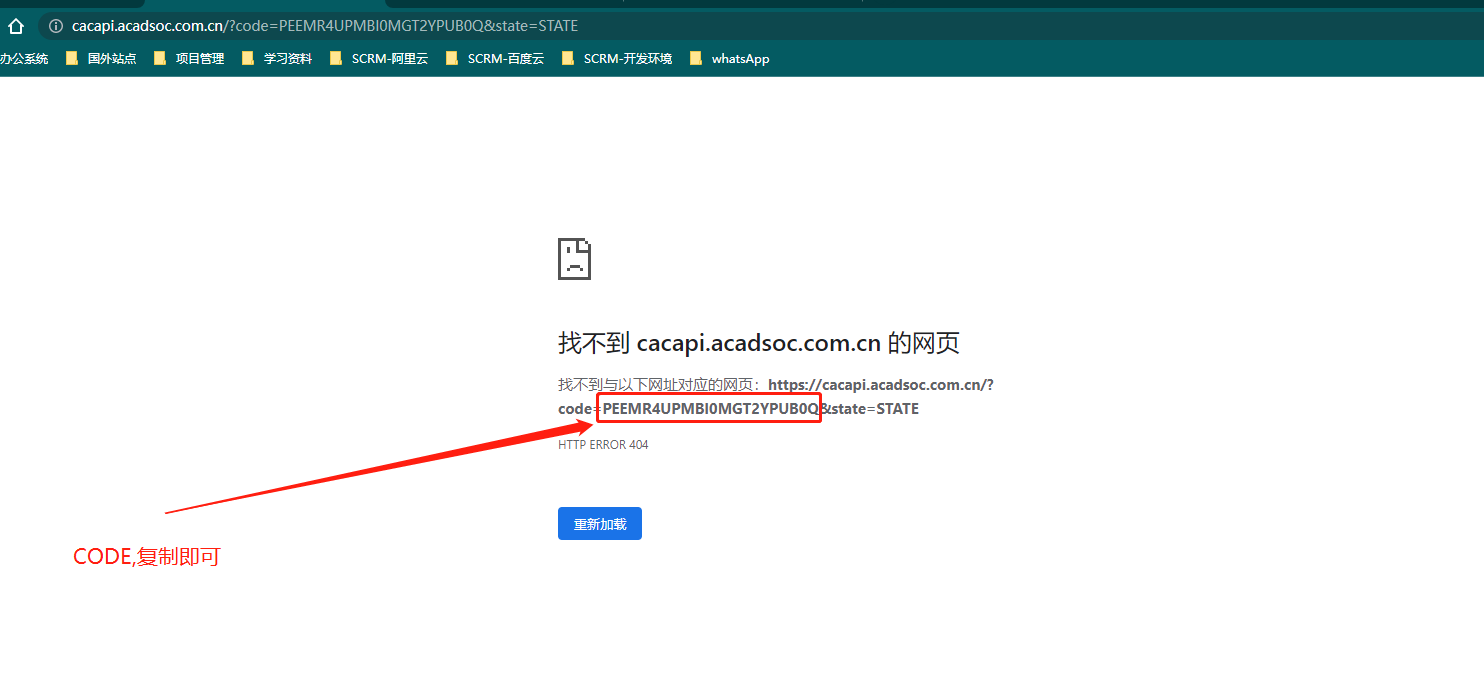 cacapi.acadsoc.com.cn/?code=PEEMR4UPMBI0MGT2YPUB0Q&state=STATE
办公系统 国外站点 项目管理 学习资料 SCRM-阿里云 SCRM-百度云 SCRM-开发环境 whatsApp
找不到 cacapi.acadsoc.com.cn 的网页
找不到与以下网址对应的网页：https://cacapi.acadsoc.com.cn/?
code=PEEMR4UPMBI0MGT2YPUB0Q&state=STATE
HTTP ERROR 404
重新加载
CODE,复制即可